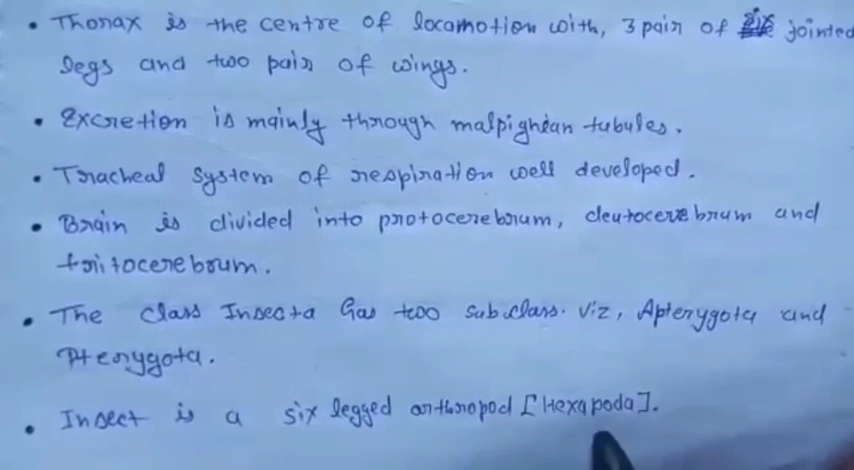 • Thorax is the centre of locomotion with, 3 pair of jointed
legs and two pair of wings.
• Excretion is mainly through malpighian tubules.
• Tracheal system of respiration well developed.
• Brain is divided into protocerebrum, deutocerebrum and
tritocerebrum.
• The class Insecta has two subclass. viz, Apterygota and
Pterygota.
• Insect is a six legged arthropod [Hexapoda].